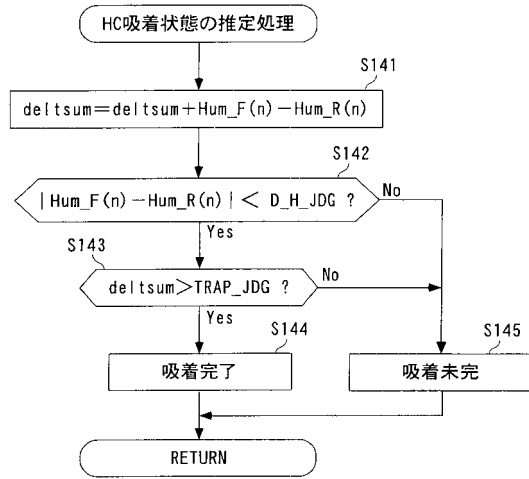 HC吸着状態の推定処理
S141
deltsum=deltsum+Hum_F(n)−Hum_R(n)
S142
|Hum_F(n)−Hum_R(n)|< D_H_JDG ?
No
Yes
S143
deltsum>TRAP_JDG ?
No
Yes
S144
吸着完了
S145
吸着未完
RETURN